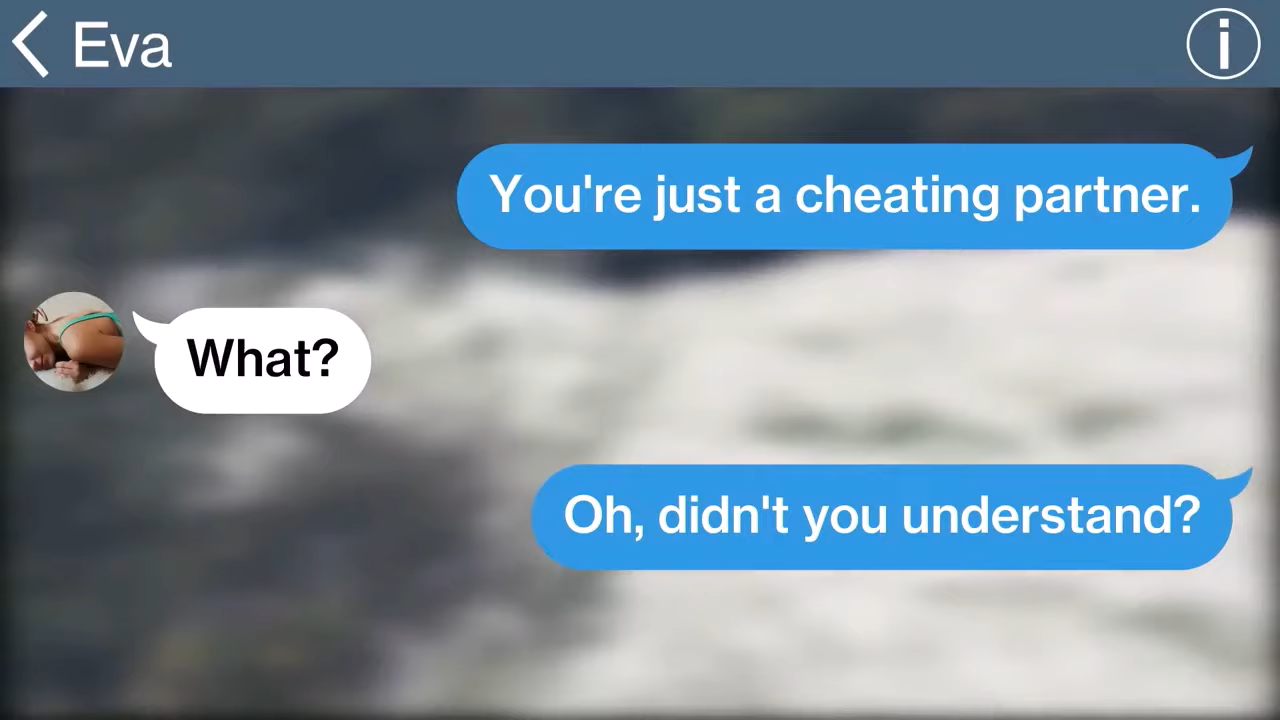 Eva
You're just a cheating partner.
What?
Oh, didn't you understand?